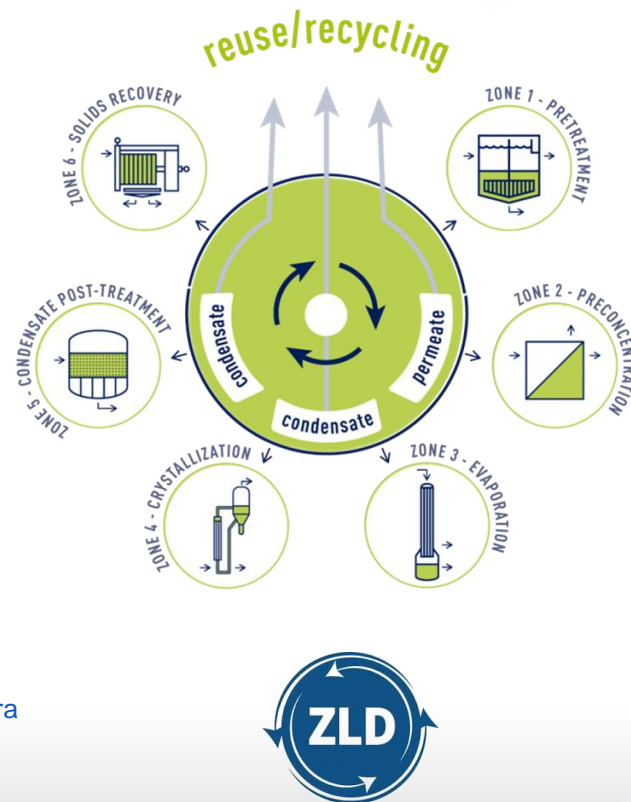 reuse/recycling
ZONE 1 - PRETREATMENT
ZONE 2 - PRECONCENTRATION
ZONE 3 - EVAPORATION
ZONE 4 - CRYSTALLIZATION
ZONE 5 - CONDENSATE POST-TREATMENT
ZONE 6 - SOLIDS RECOVERY
condensate
condensate
permeate
ra
ZLD